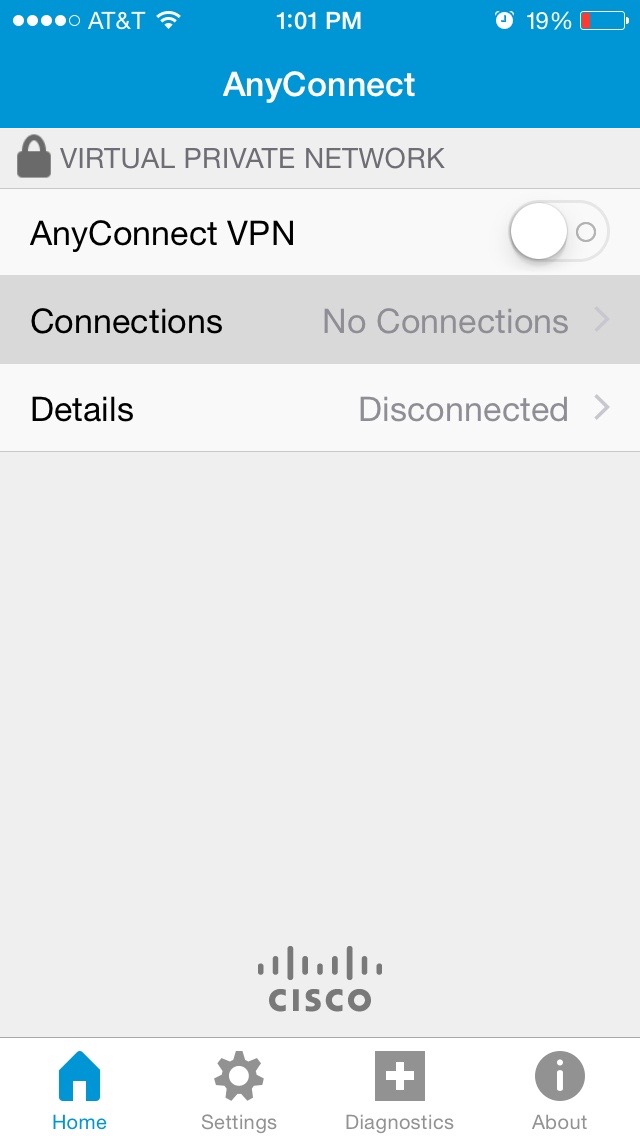 AT&T 1:01 PM 19%
AnyConnect
VIRTUAL PRIVATE NETWORK
AnyConnect VPN
Connections No Connections
Details Disconnected
CISCO
Home Settings Diagnostics About